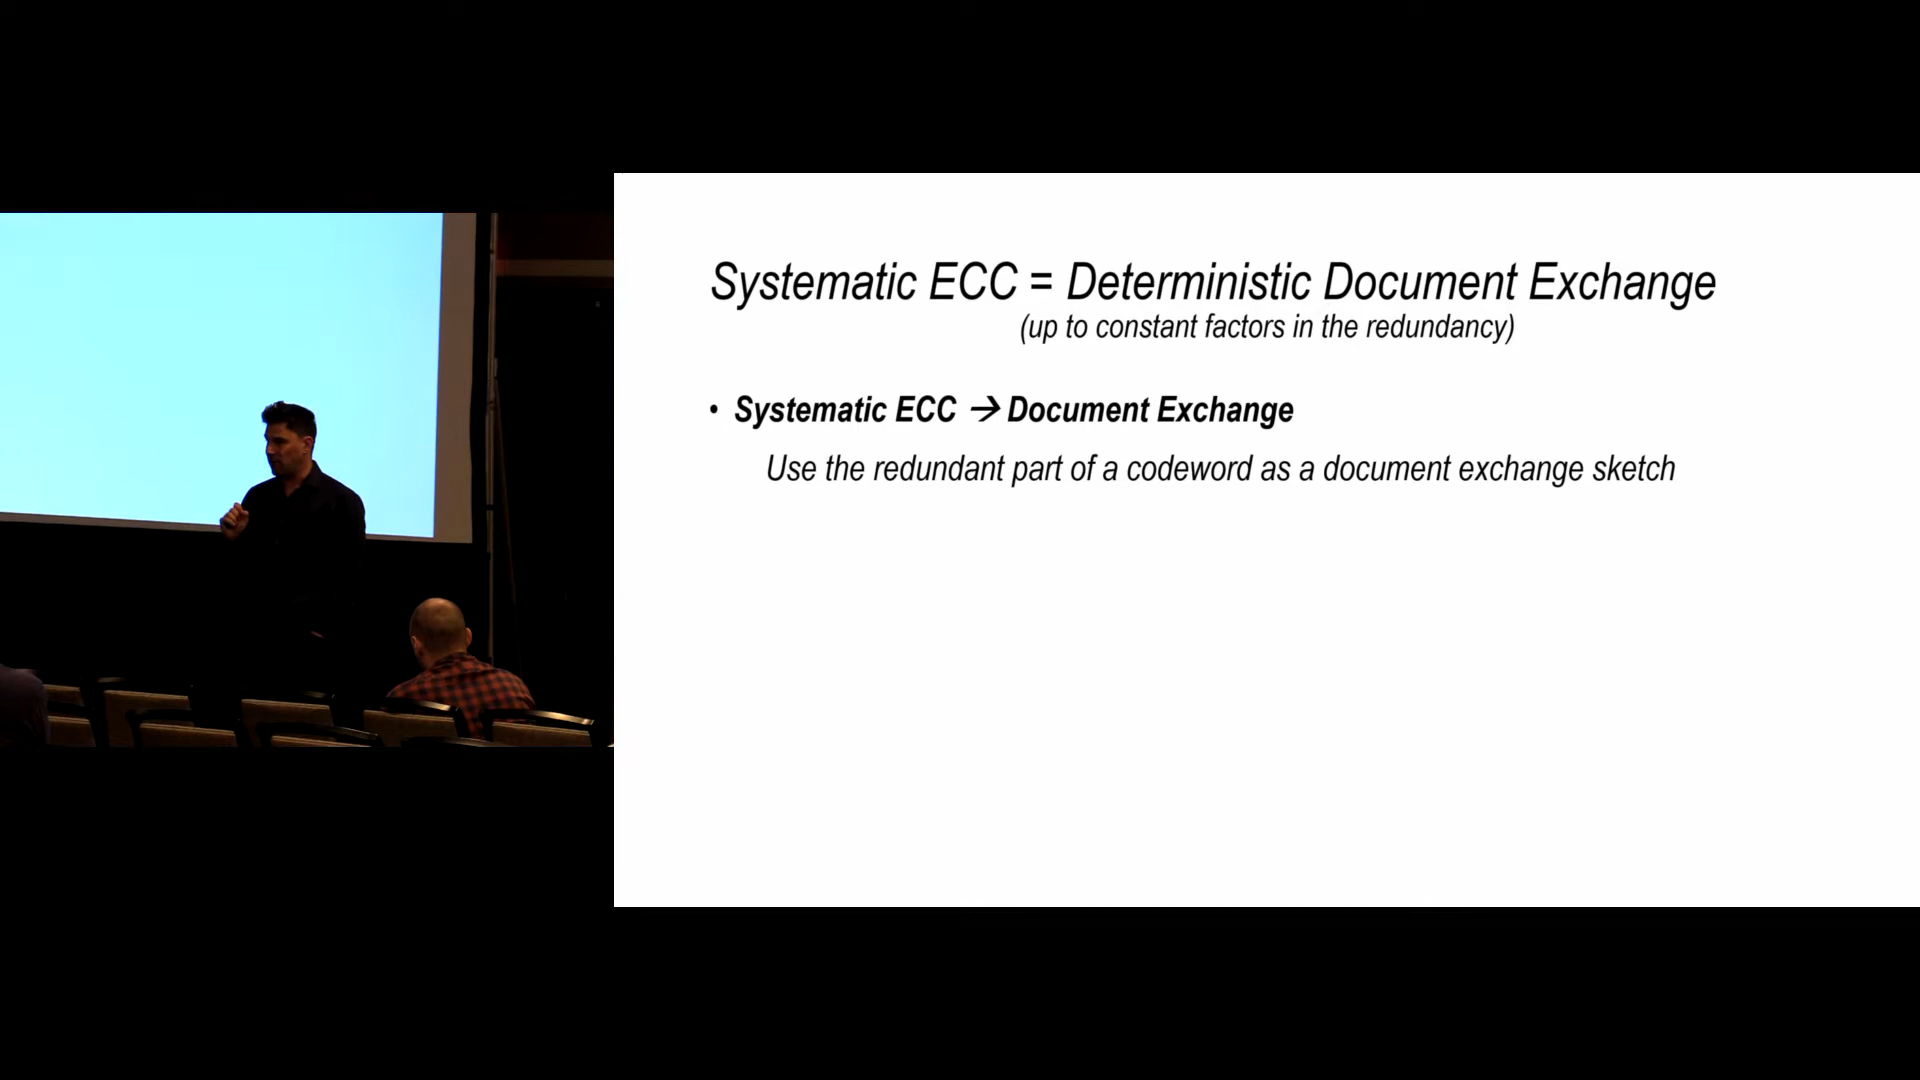 Systematic ECC = Deterministic Document Exchange
(up to constant factors in the redundancy)
• Systematic ECC → Document Exchange
Use the redundant part of a codeword as a document exchange sketch